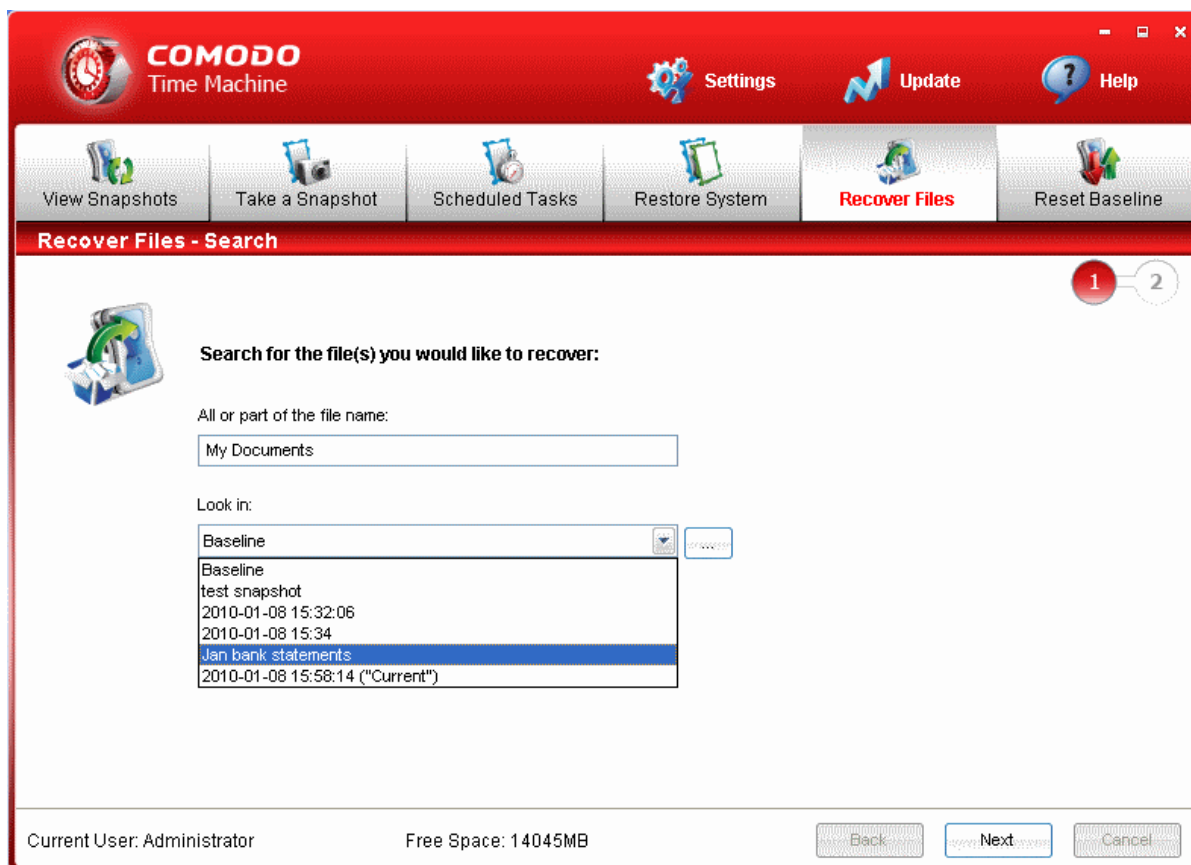 COMODO
Time Machine
Settings
Update
? Help
View Snapshots
Take a Snapshot
Scheduled Tasks
Restore System
Recover Files
Reset Baseline
Recover Files - Search
1
2
Search for the file(s) you would like to recover:
All or part of the file name:
My Documents
Look in:
Baseline
...
Baseline
test snapshot
2010-01-08 15:32:06
2010-01-08 15:34
Jan bank statements
2010-01-08 15:58:14 ("Current")
Current User: Administrator
Free Space: 14045MB
Back
Next
Cancel